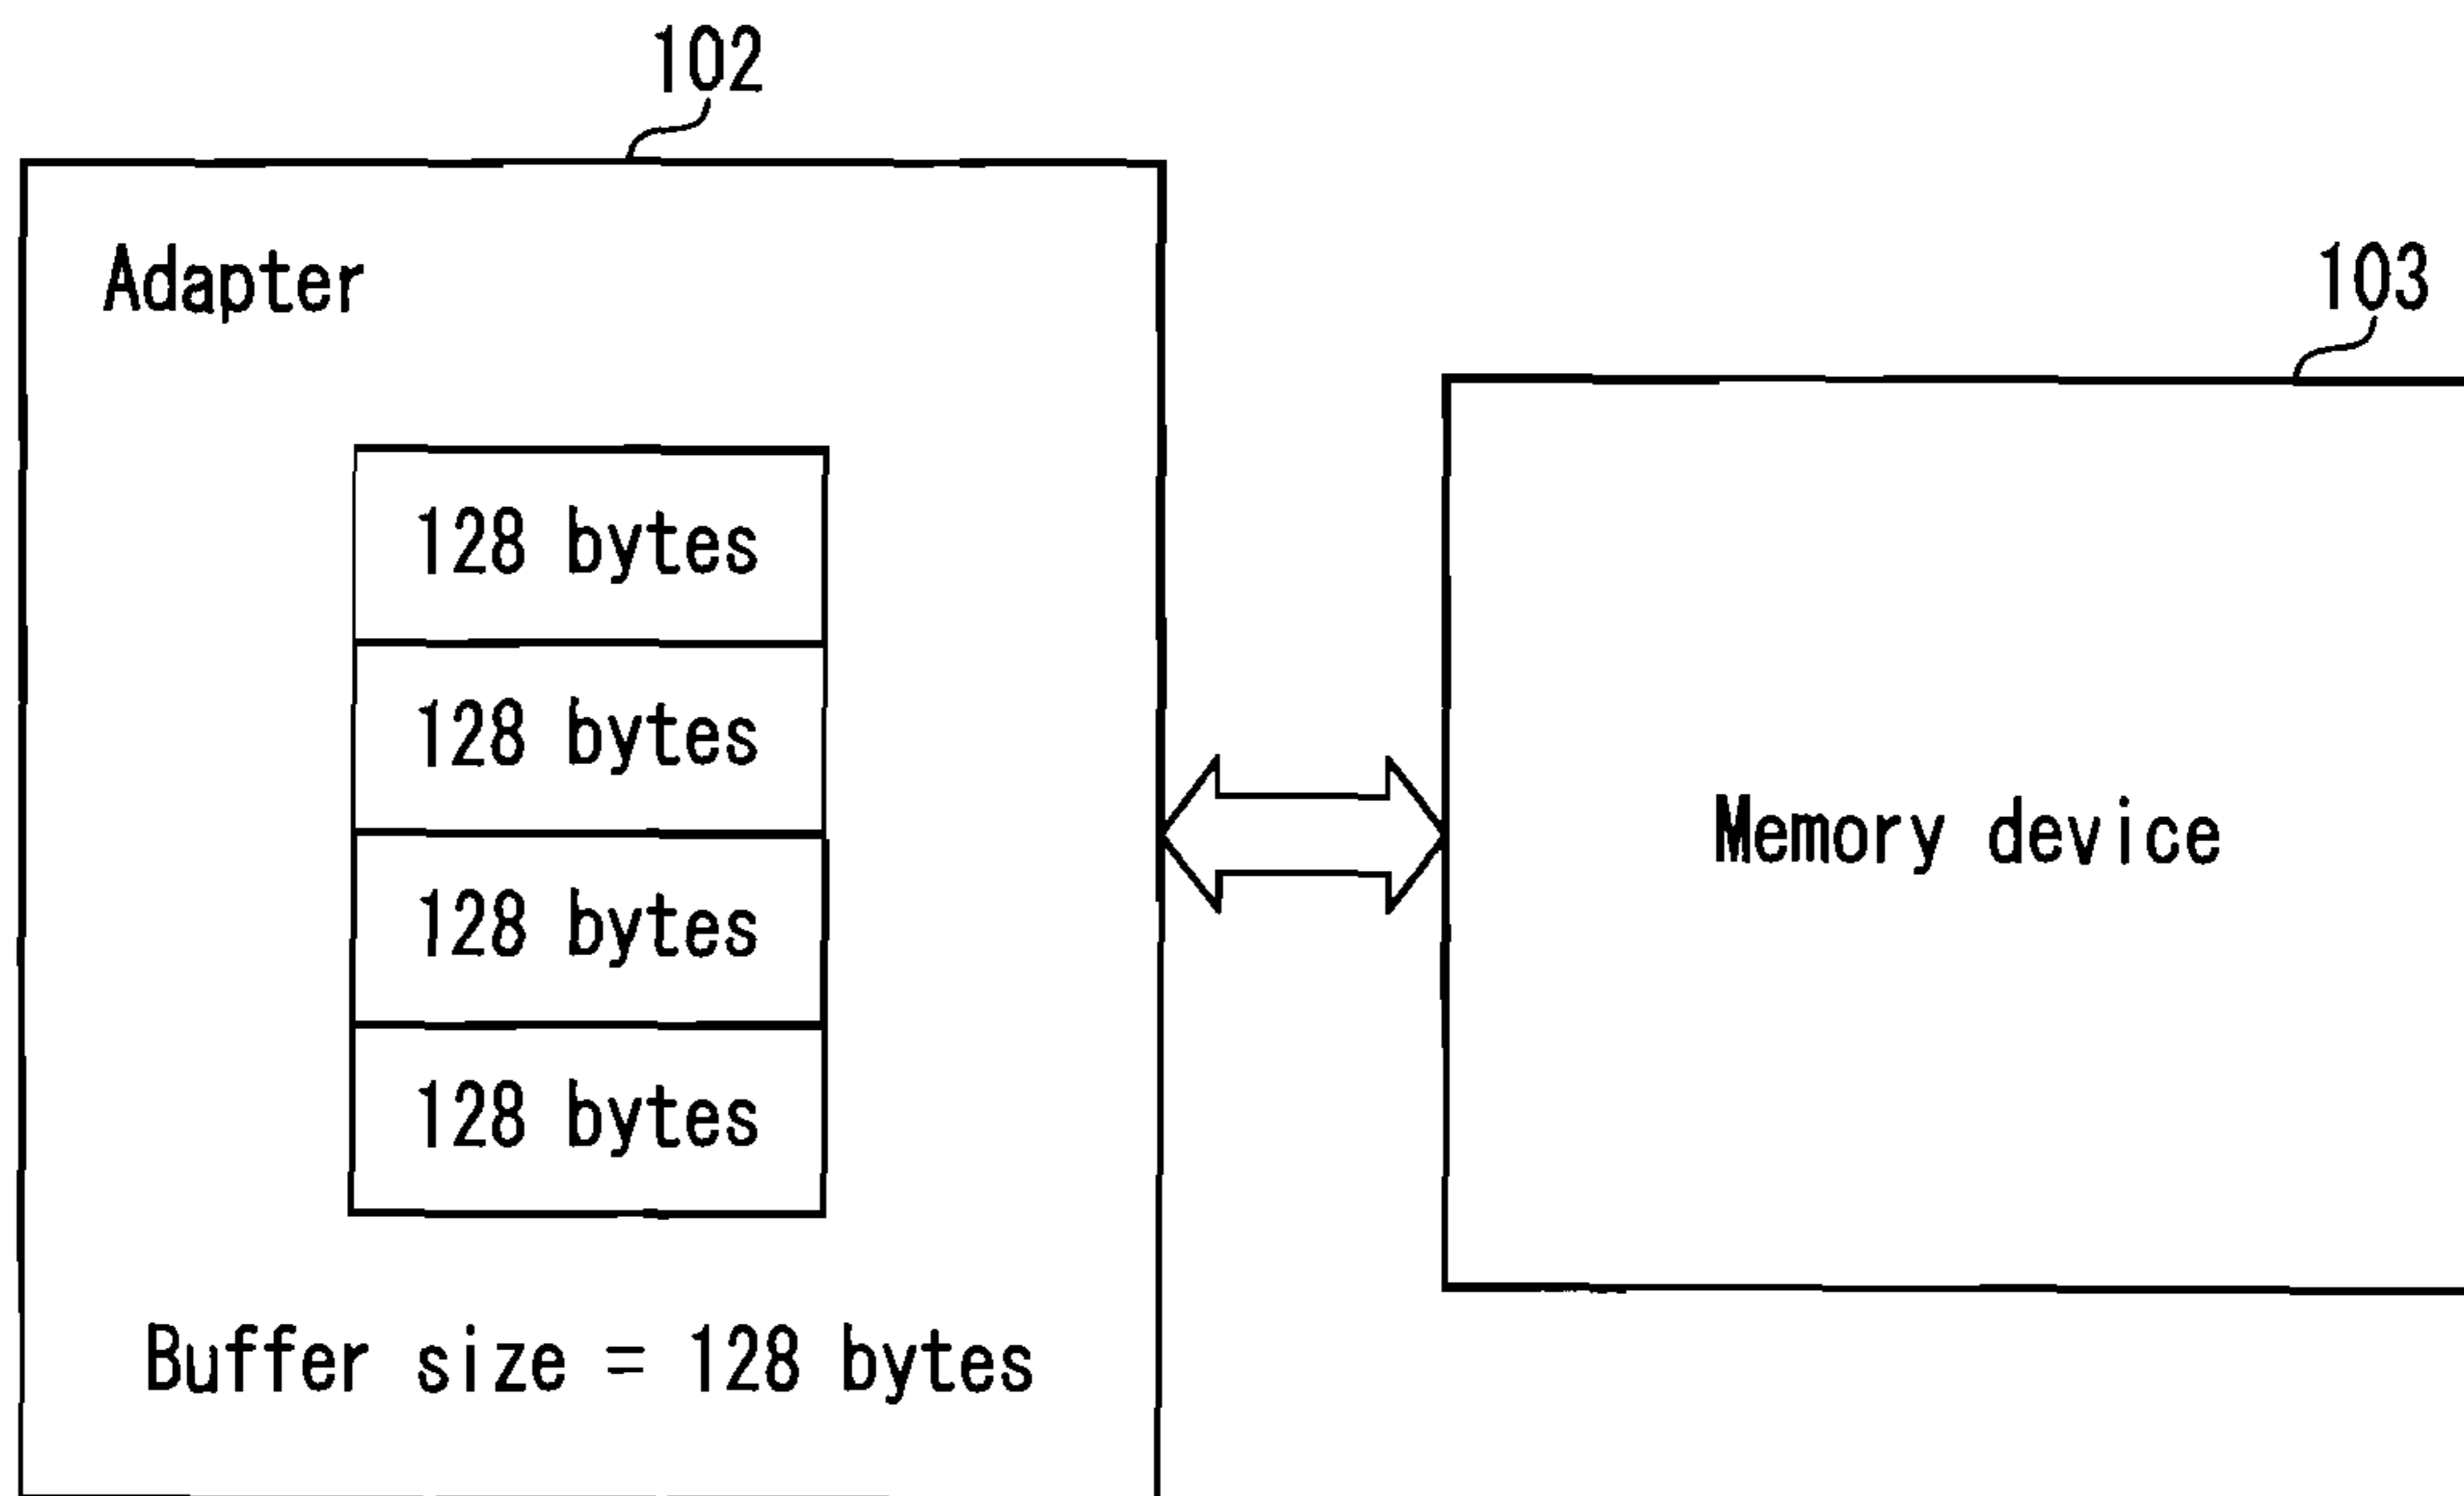 102
Adapter
103
128 bytes
128 bytes
Memory device
128 bytes
128 bytes
Buffer size = 128 bytes